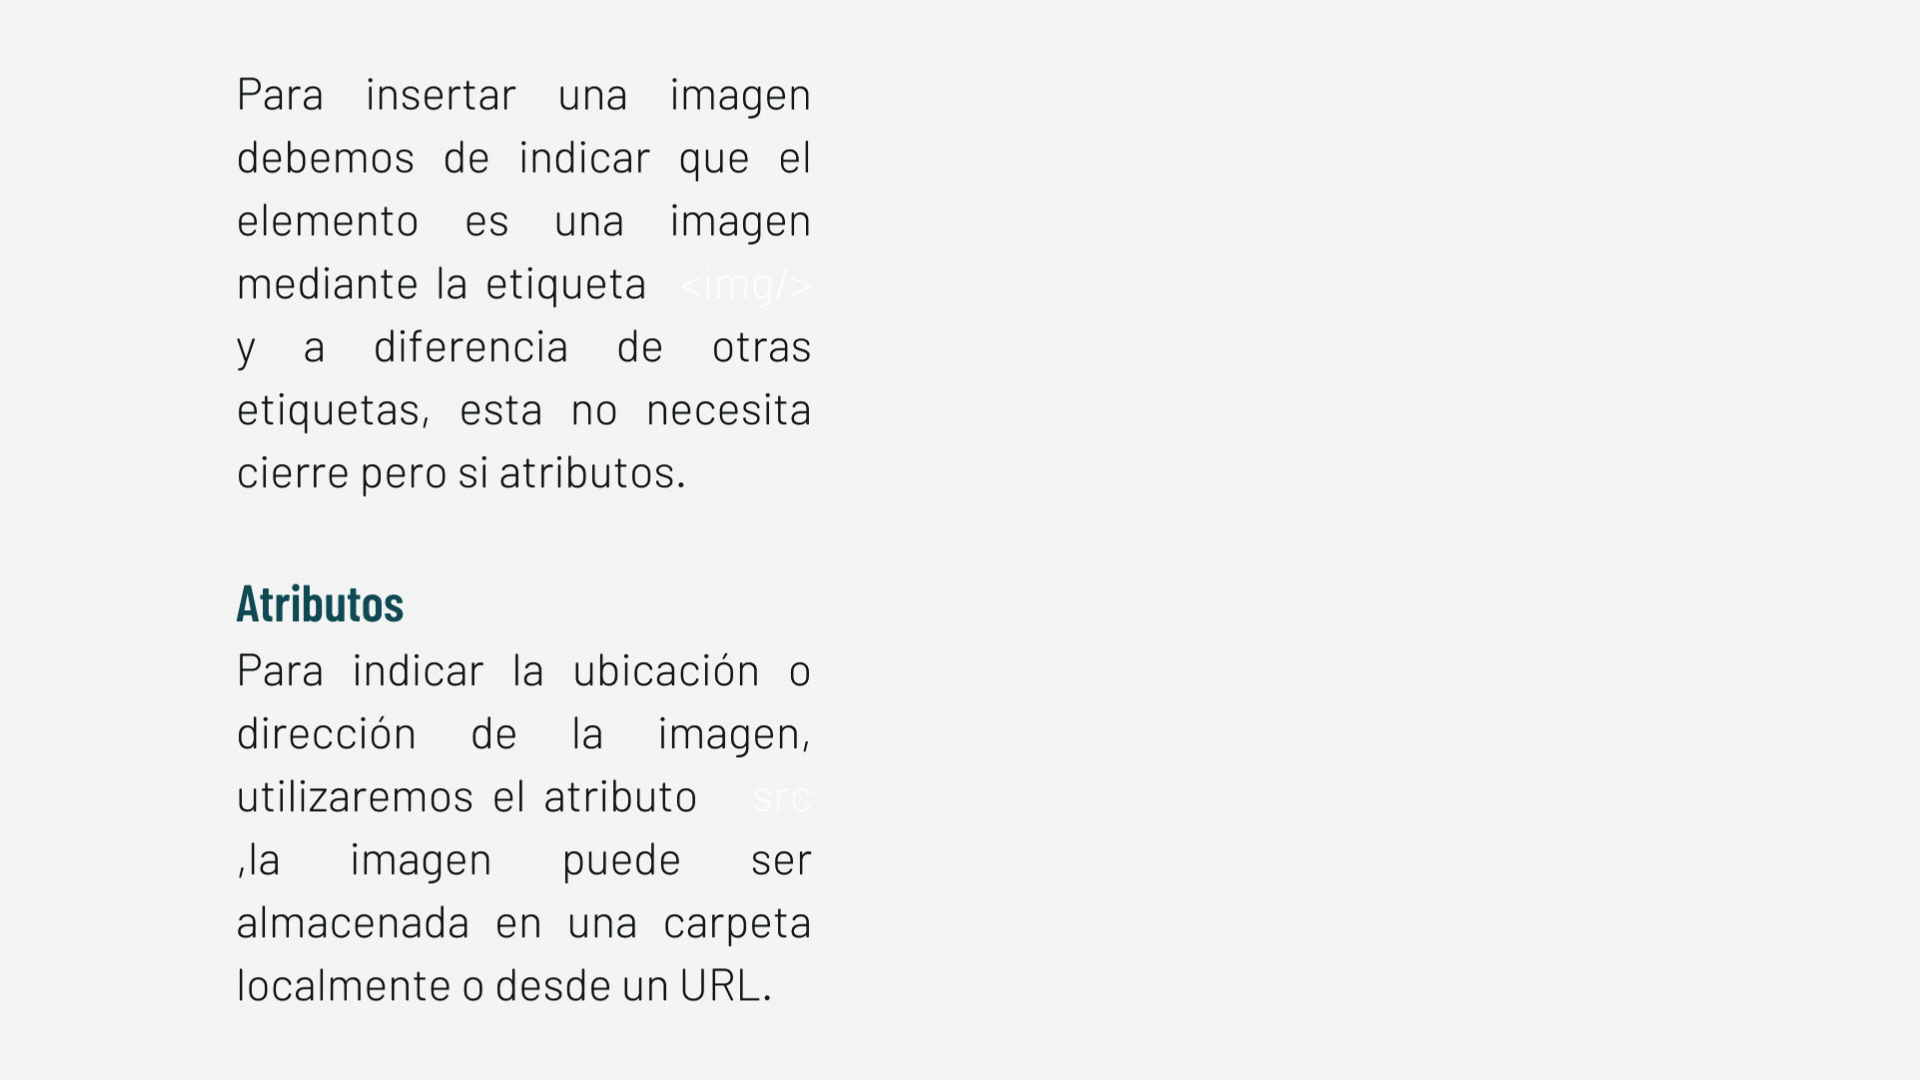 Para insertar una imagen
debemos de indicar que el
elemento es una imagen
mediante la etiqueta <img/>
y a diferencia de otras
etiquetas, esta no necesita
cierre pero si atributos.
Atributos
Para indicar la ubicación o
dirección de la imagen,
utilizaremos el atributo src
,la imagen puede ser
almacenada en una carpeta
localmente o desde un URL.